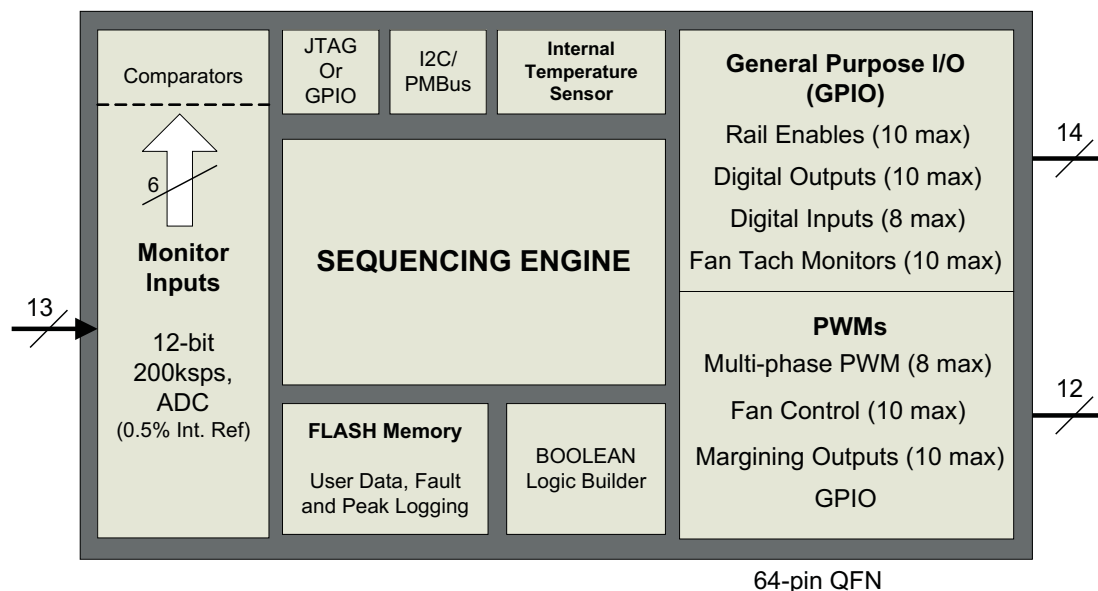 Comparators
6
Monitor
Inputs
13
12-bit
200ksps,
ADC
(0.5% Int. Ref)
JTAG
Or
GPIO
I2C/
PMBus
Internal
Temperature
Sensor
SEQUENCING ENGINE
FLASH Memory
User Data, Fault
and Peak Logging
BOOLEAN
Logic Builder
General Purpose I/O
(GPIO)
Rail Enables (10 max)
Digital Outputs (10 max)
Digital Inputs (8 max)
Fan Tach Monitors (10 max)
14
PWMs
Multi-phase PWM (8 max)
Fan Control (10 max)
Margining Outputs (10 max)
GPIO
12
64-pin QFN